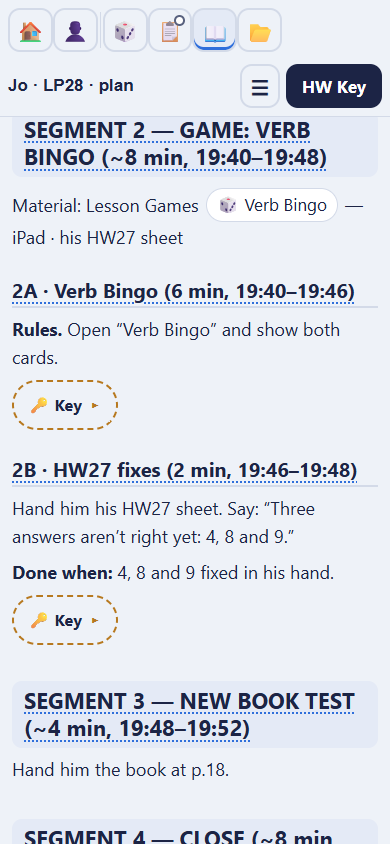 Jo · LP28 · plan
☰
HW Key
SEGMENT 2 — GAME: VERB
BINGO (~8 min, 19:40–19:48)
Material: Lesson Games 🎲 Verb Bingo —
iPad · his HW27 sheet
2A · Verb Bingo (6 min, 19:40–19:46)
Rules. Open “Verb Bingo” and show both
cards.
🔑 Key ▸
2B · HW27 fixes (2 min, 19:46–19:48)
Hand him his HW27 sheet. Say: “Three
answers aren’t right yet: 4, 8 and 9.”
Done when: 4, 8 and 9 fixed in his hand.
🔑 Key ▸
SEGMENT 3 — NEW BOOK TEST
(~4 min, 19:48–19:52)
Hand him the book at p.18.
SEGMENT 4 — CLOSE (~8 min